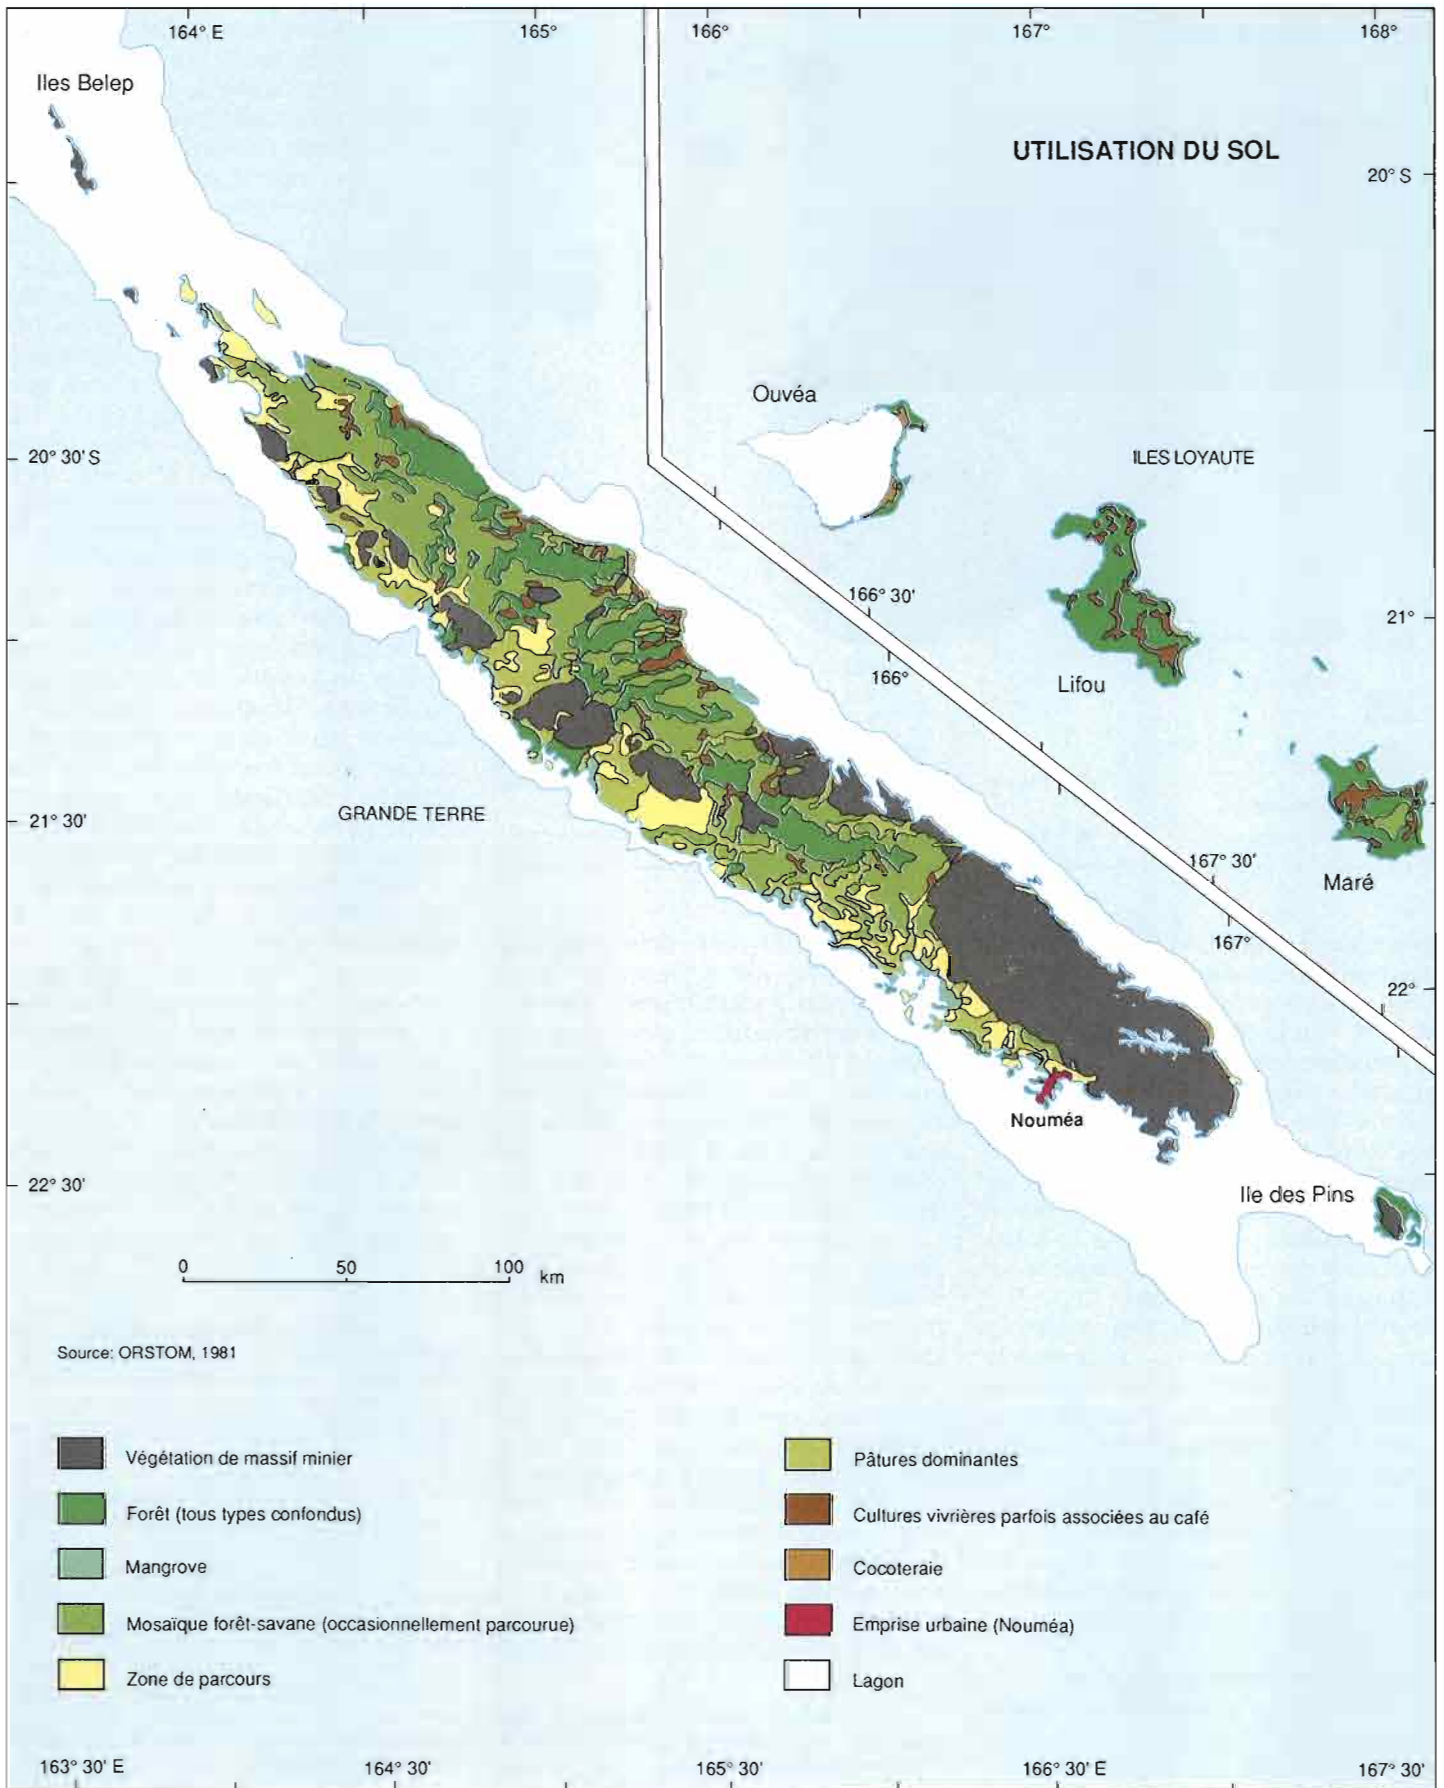 164° E
165°
166°
167°
168°
Iles Belep
UTILISATION DU SOL
20° S
Ouvéa
20° 30' S
ILES LOYAUTE
166° 30'
21°
166°
Lifou
GRANDE TERRE
21° 30'
167° 30'
Maré
167°
22°
Nouméa
22° 30'
Ile des Pins
0 50 100 km
Source: ORSTOM, 1981
Végétation de massif minier
Forêt (tous types confondus)
Mangrove
Mosaïque forêt-savane (occasionnellement parcourue)
Zone de parcours
Pâtures dominantes
Cultures vivrières parfois associées au café
Cocoteraie
Emprise urbaine (Nouméa)
Lagon
163° 30' E
164° 30'
165° 30'
166° 30' E
167° 30'